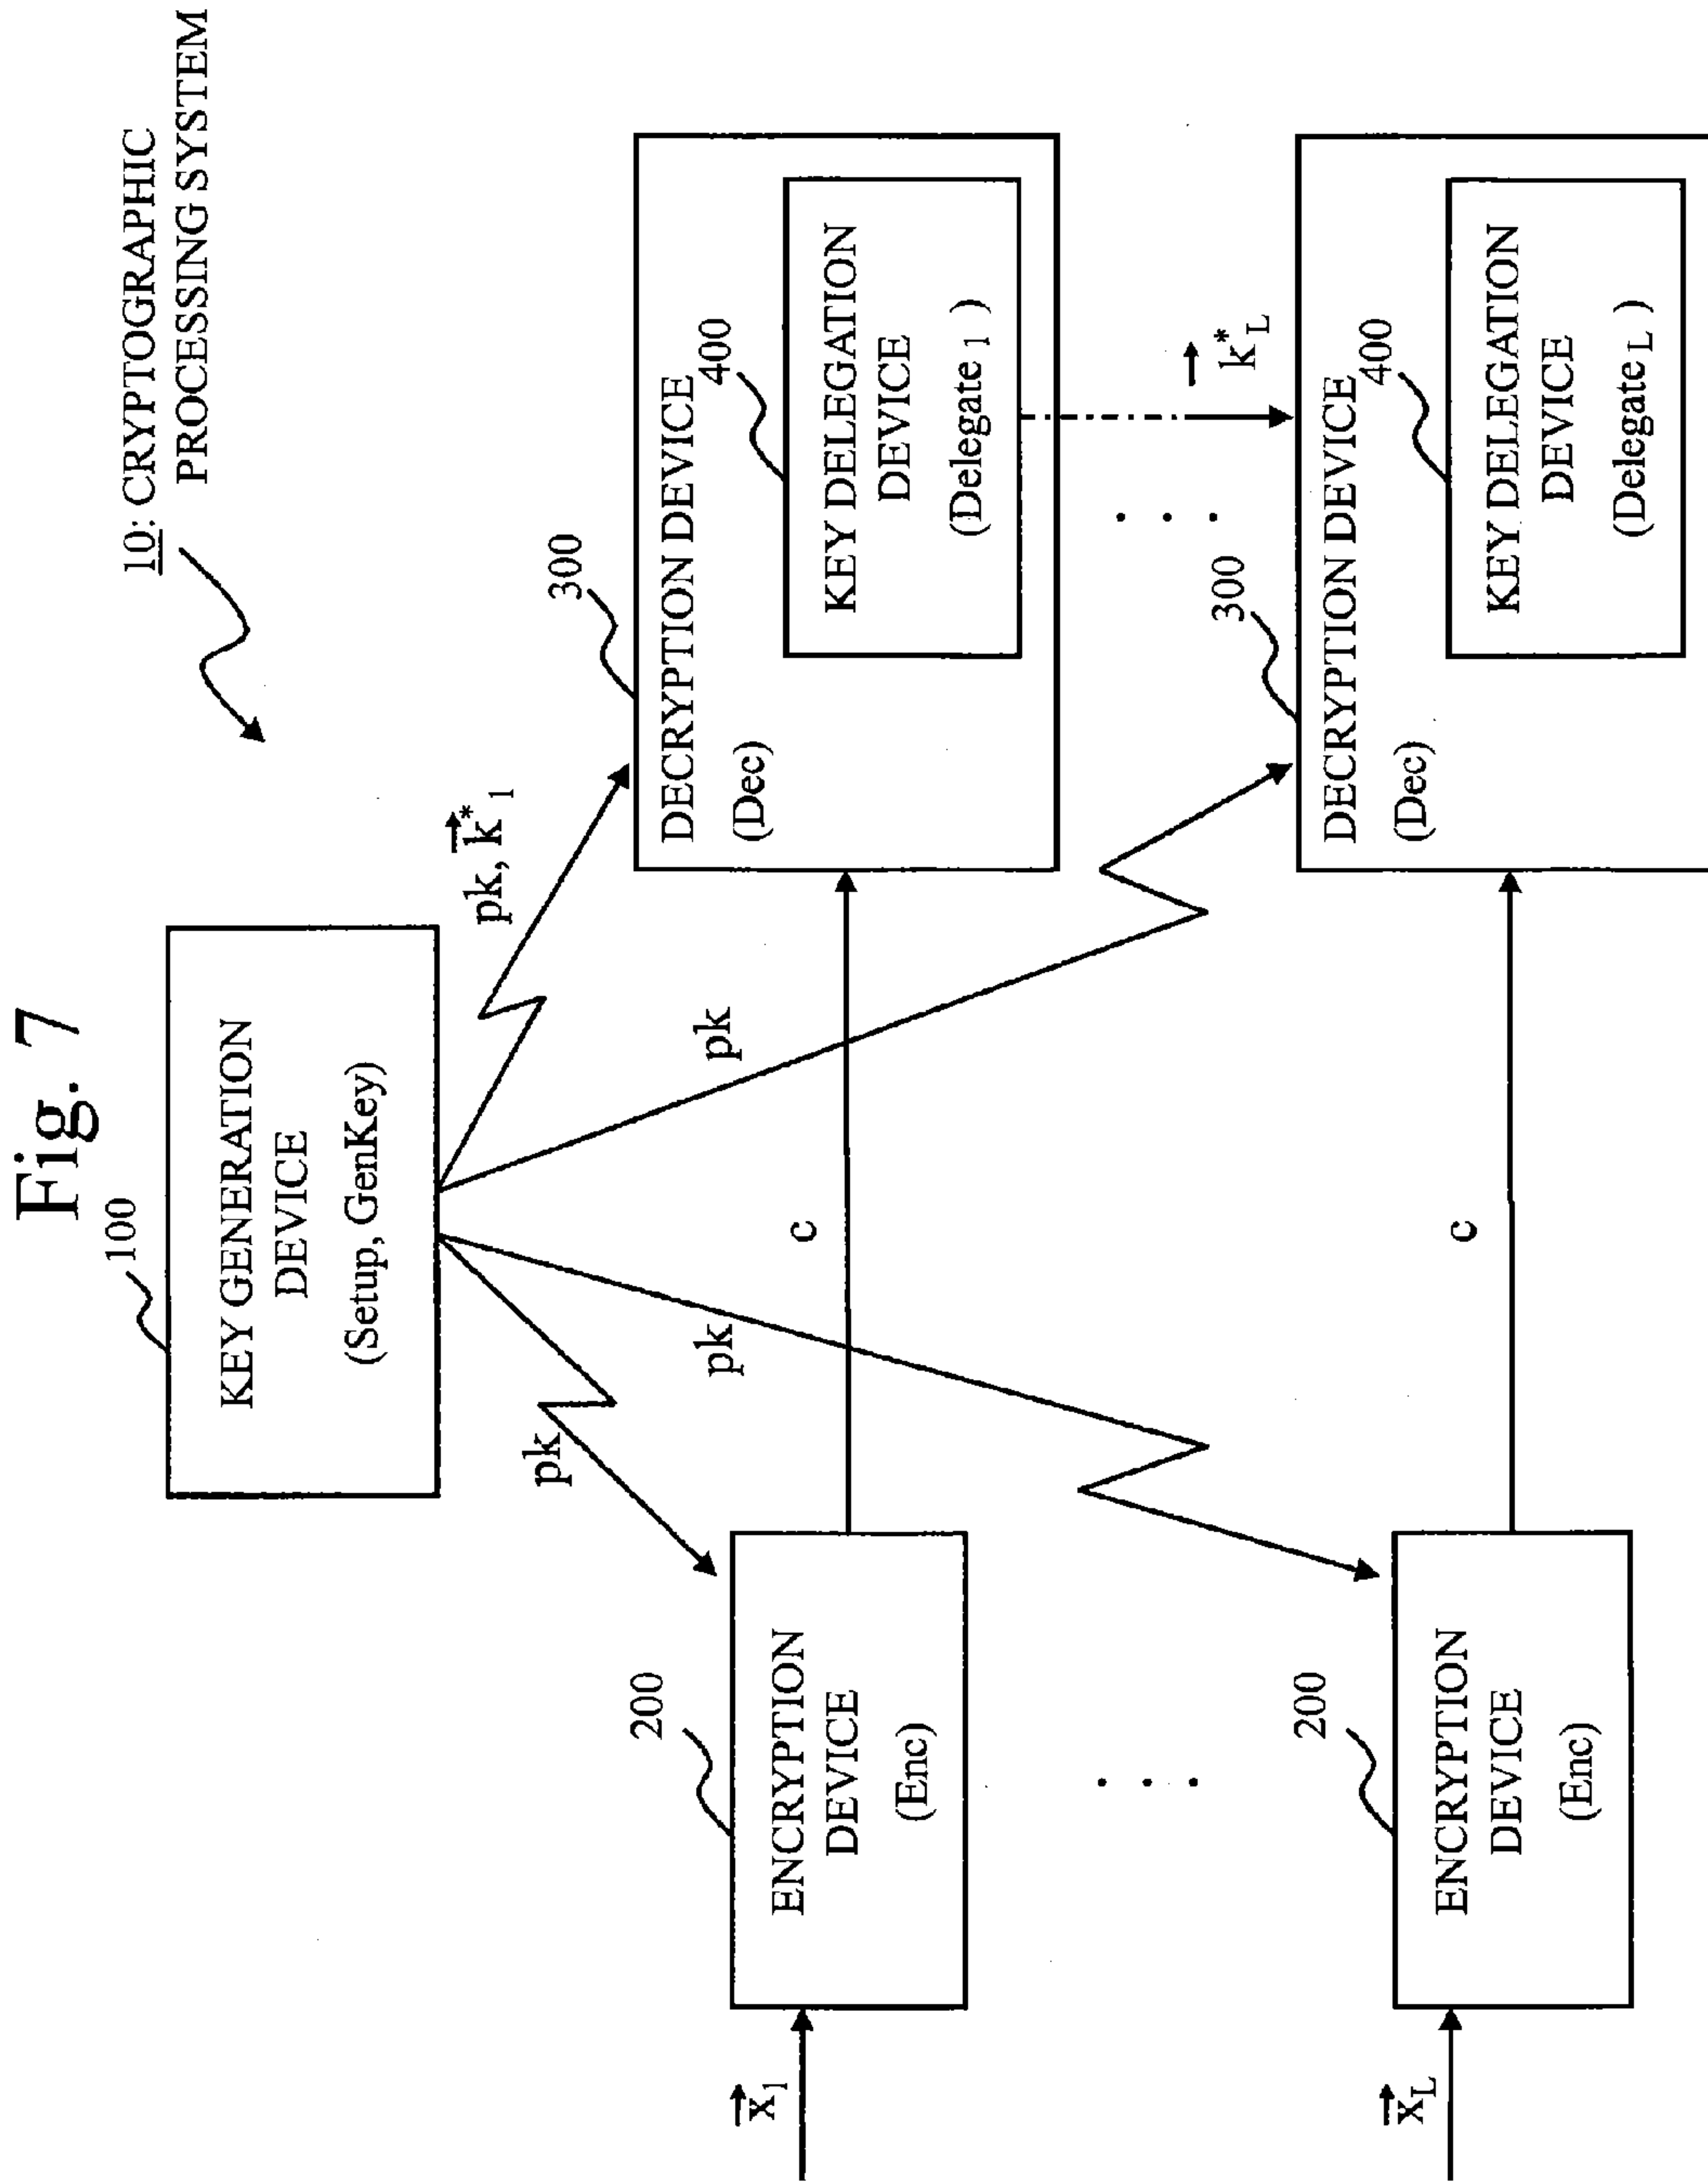 Fig. 7
10: CRYPTOGRAPHIC
PROCESSING SYSTEM
100
KEY GENERATION
DEVICE
(Setup, GenKey)
pk
pk
pk
pk, k⃗*₁
x⃗₁
200
ENCRYPTION
DEVICE
(Enc)
c
300
DECRYPTION DEVICE
(Dec)
400
KEY DELEGATION
DEVICE
(Delegate ₁)
. . .
. . .
k⃗*L
x⃗L
200
ENCRYPTION
DEVICE
(Enc)
c
300
DECRYPTION DEVICE
(Dec)
400
KEY DELEGATION
DEVICE
(Delegate L)